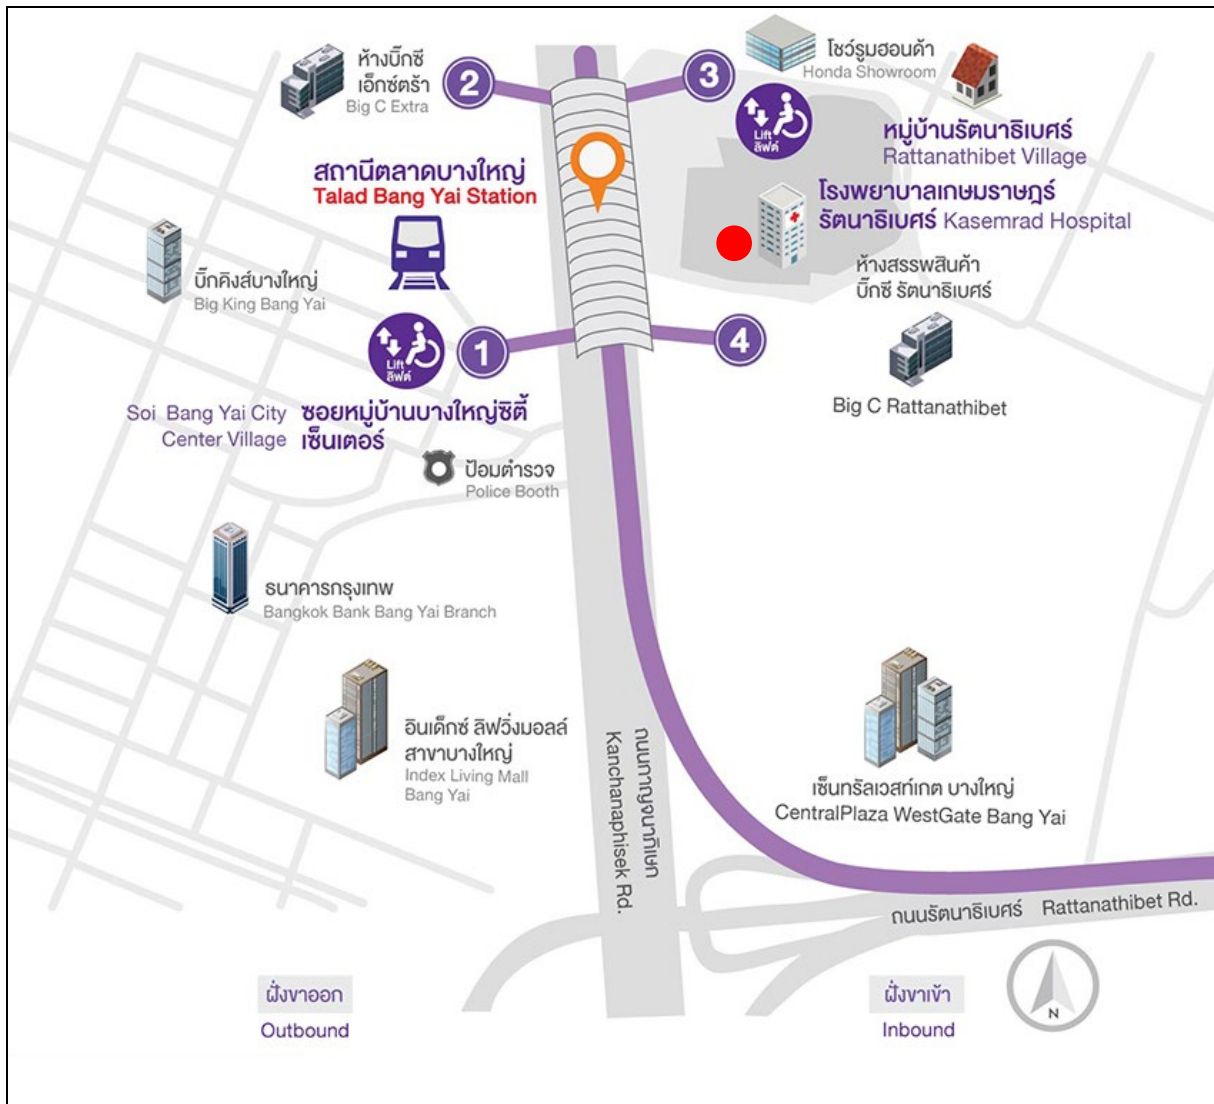 ห้างบิ๊กซี
เอ็กซ์ตร้า
Big C Extra
2
3
โชว์รูมฮอนด้า
Honda Showroom
Lift
ลิฟต์
หมู่บ้านรัตนาธิเบศร์
Rattanathibet Village
สถานีตลาดบางใหญ่
Talad Bang Yai Station
โรงพยาบาลเกษมราษฎร์
รัตนาธิเบศร์ Kasemrad Hospital
บิ๊กคิงส์บางใหญ่
Big King Bang Yai
ห้างสรรพสินค้า
บิ๊กซี รัตนาธิเบศร์
Big C Rattanathibet
Lift
ลิฟต์
1
4
Soi Bang Yai City
Center Village
ซอยหมู่บ้านบางใหญ่ซิตี้
เซ็นเตอร์
ป้อมตำรวจ
Police Booth
ธนาคารกรุงเทพ
Bangkok Bank Bang Yai Branch
อินเด็กซ์ ลิฟวิ่งมอลล์
สาขาบางใหญ่
Index Living Mall
Bang Yai
ถนนกาญจนาภิเษก
Kanchanaphisek Rd.
เซ็นทรัลเวสท์เกต บางใหญ่
CentralPlaza WestGate Bang Yai
ถนนรัตนาธิเบศร์ Rattanathibet Rd.
ฝั่งขาออก
Outbound
ฝั่งขาเข้า
Inbound
N